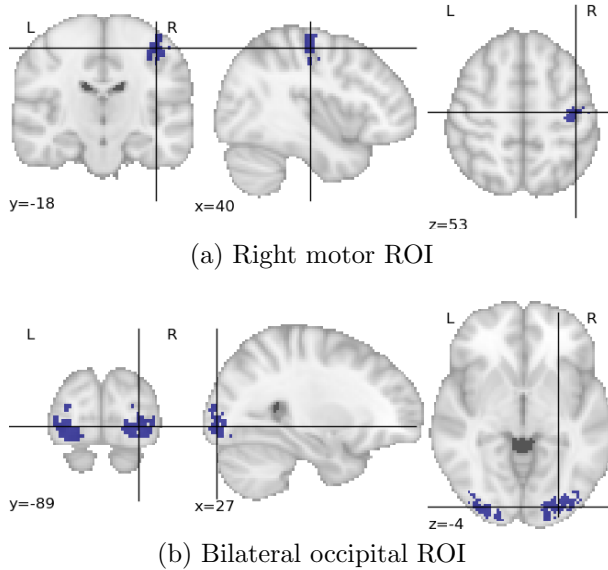 L R
L R
y=-18
x=40
z=53
(a) Right motor ROI
L R
L R
y=-89
x=27
z=-4
(b) Bilateral occipital ROI